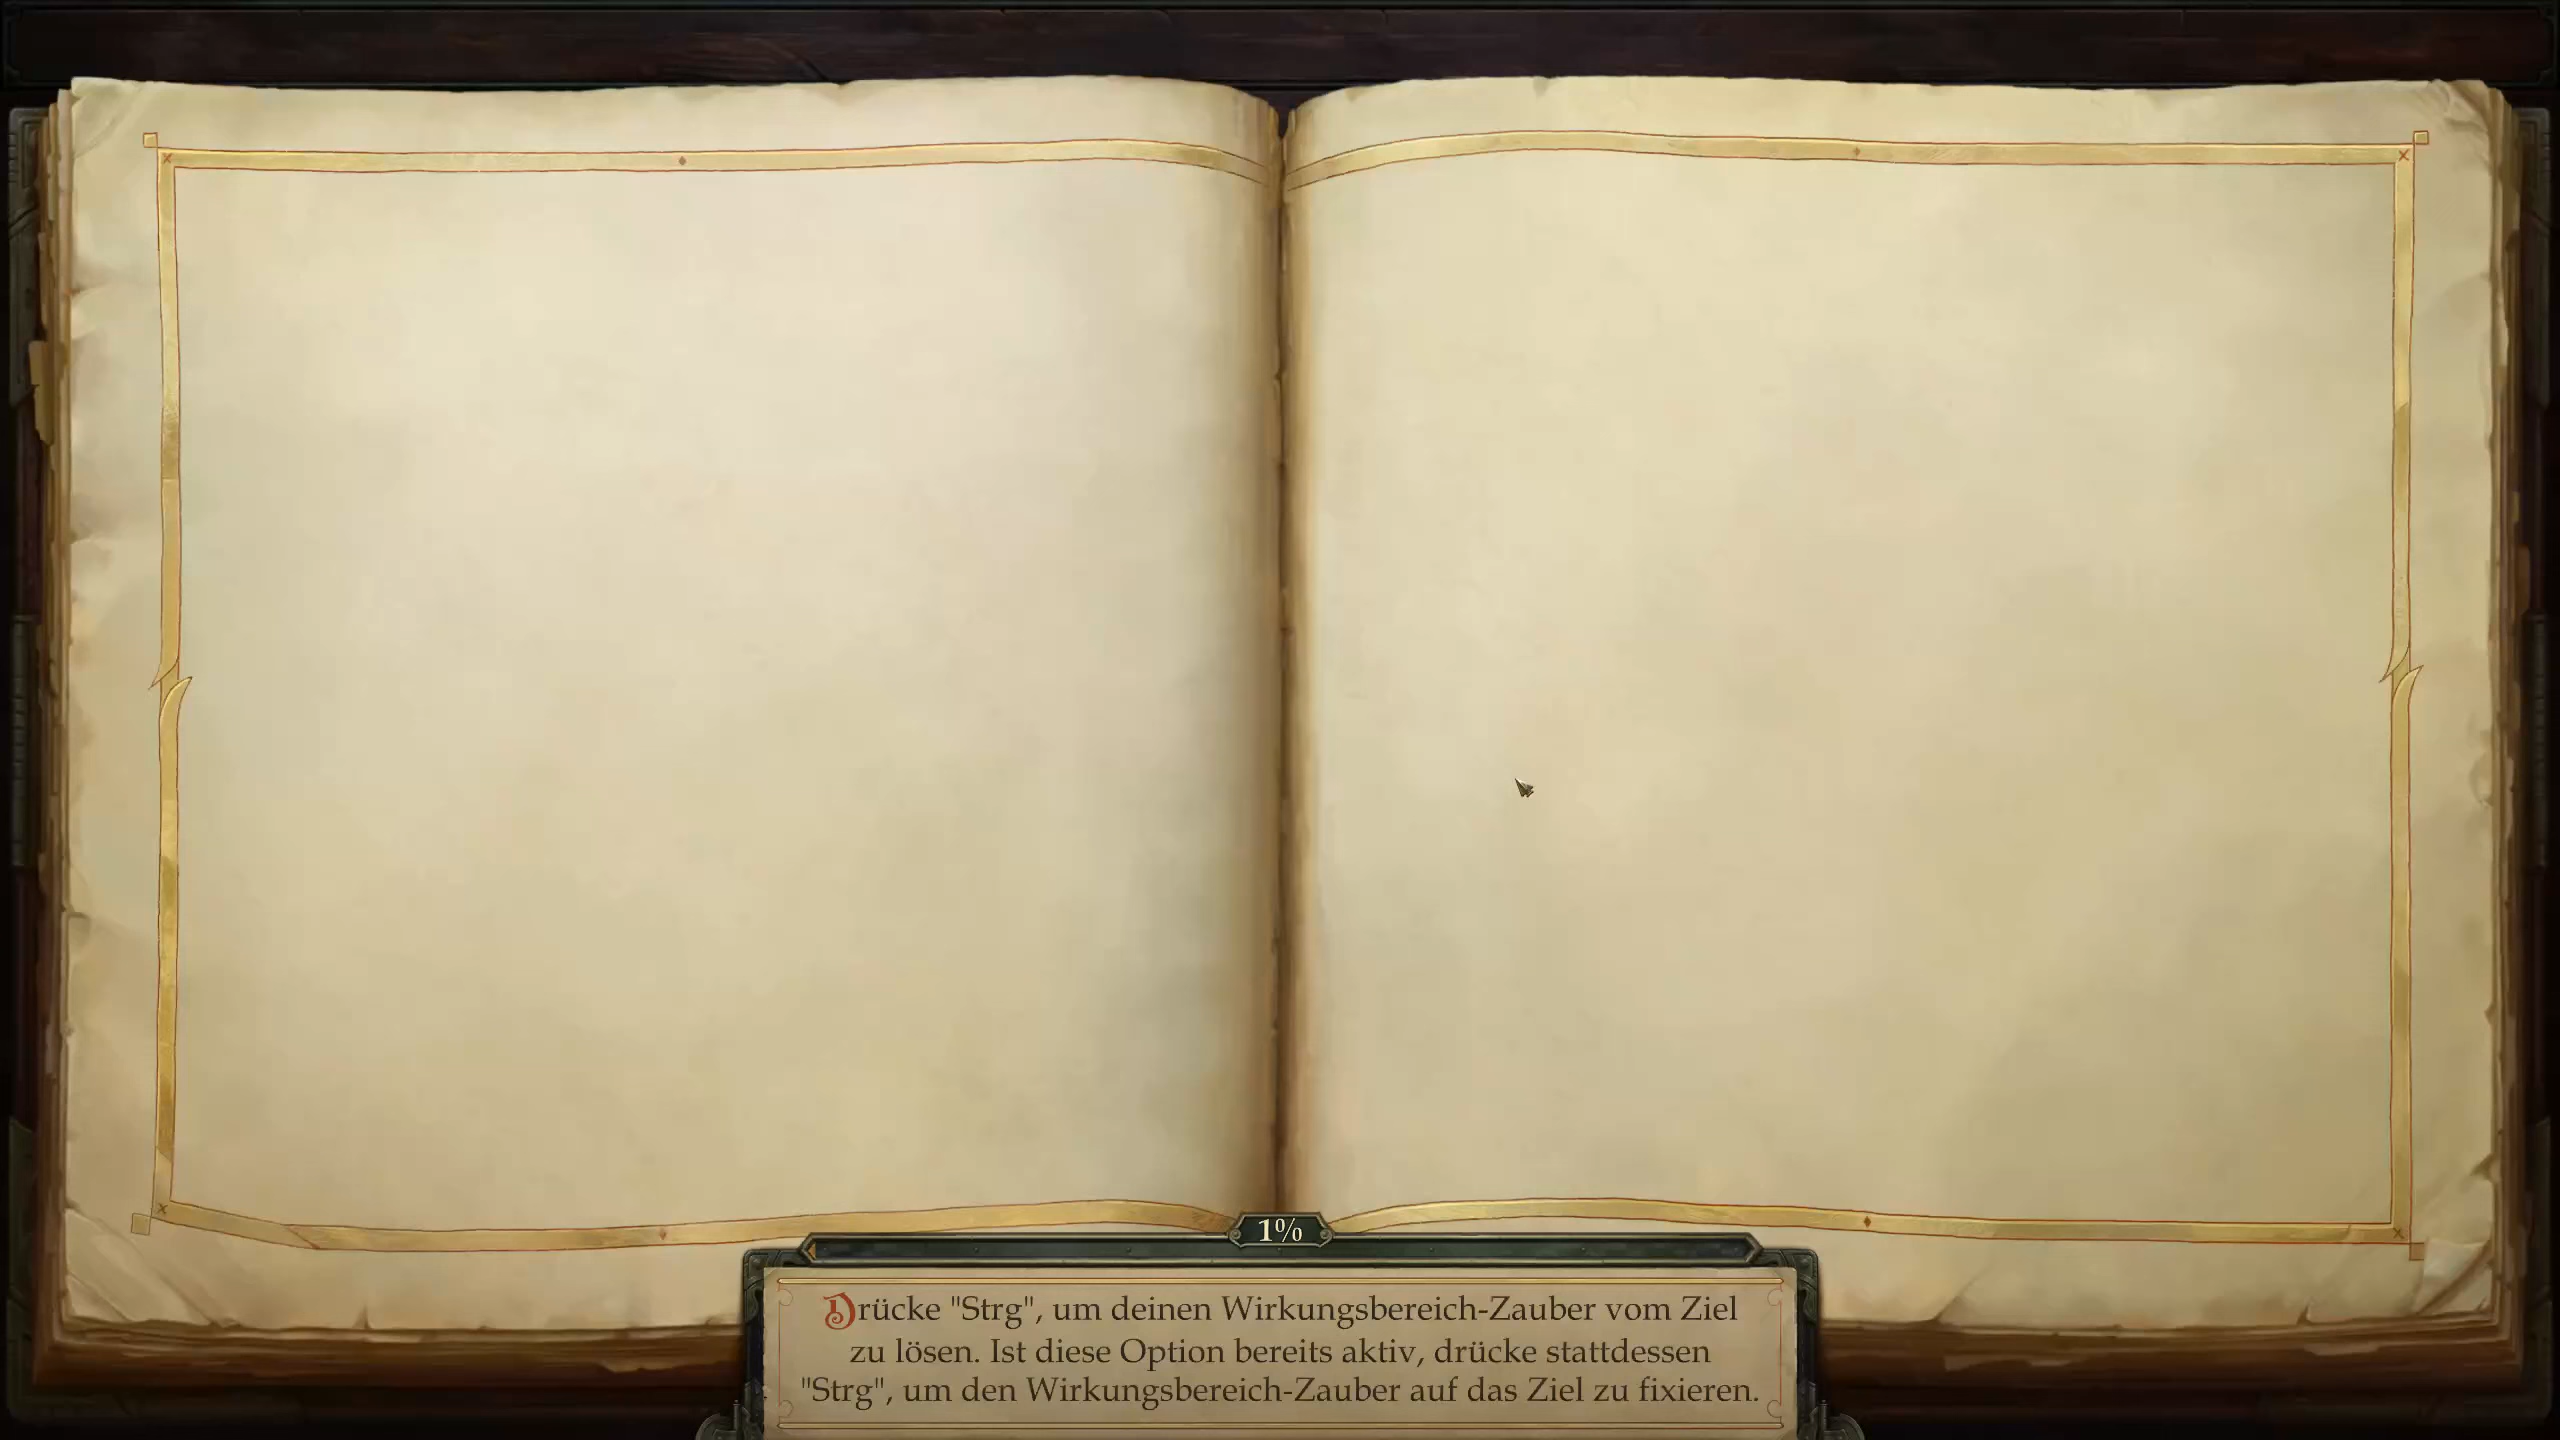 1%
Drücke "Strg", um deinen Wirkungsbereich-Zauber vom Ziel
zu lösen. Ist diese Option bereits aktiv, drücke stattdessen
"Strg", um den Wirkungsbereich-Zauber auf das Ziel zu fixieren.